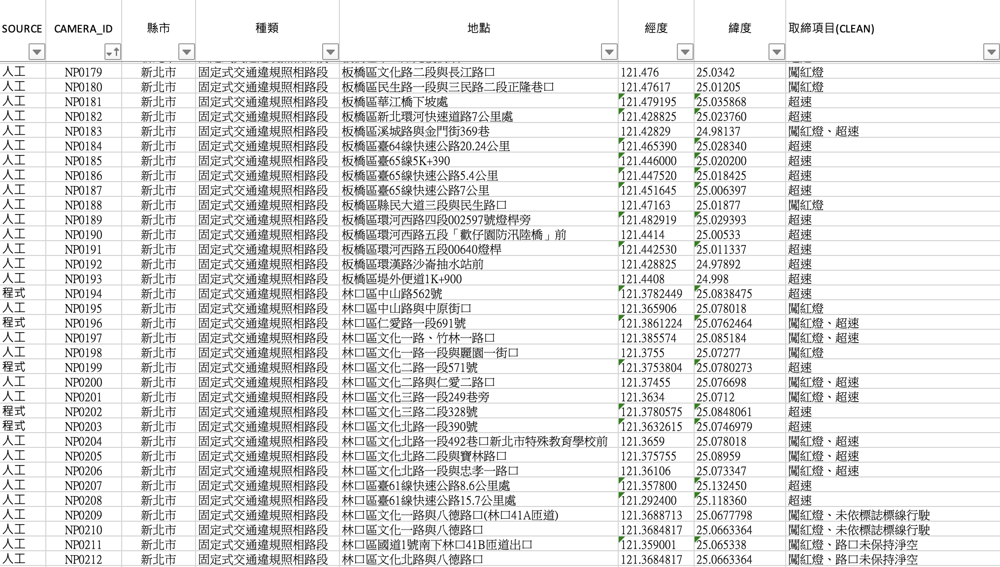 SOURCE CAMERA_ID 縣市 種類 地點 經度 緯度 取締項目(CLEAN)
人工 NP0179 新北市 固定式交通違規照相路段 板橋區文化路二段與長江路口 121.476 25.0342 闖紅燈
人工 NP0180 新北市 固定式交通違規照相路段 板橋區民生路一段與三民路二段正隆巷口 121.47617 25.01205 闖紅燈
人工 NP0181 新北市 固定式交通違規照相路段 板橋區華江橋下坡處 121.479195 25.035868 超速
人工 NP0182 新北市 固定式交通違規照相路段 板橋區新北環河快速道路7公里處 121.428825 25.023760 超速
人工 NP0183 新北市 固定式交通違規照相路段 板橋區溪城路與金門街369巷 121.42829 24.98137 闖紅燈、超速
人工 NP0184 新北市 固定式交通違規照相路段 板橋區臺64線快速公路20.24公里 121.465390 25.028340 超速
人工 NP0185 新北市 固定式交通違規照相路段 板橋區臺65線5K+390 121.446000 25.020200 超速
人工 NP0186 新北市 固定式交通違規照相路段 板橋區臺65線快速公路5.4公里 121.447520 25.018425 超速
人工 NP0187 新北市 固定式交通違規照相路段 板橋區臺65線快速公路7公里 121.451645 25.006397 超速
人工 NP0188 新北市 固定式交通違規照相路段 板橋區縣民大道三段與民生路口 121.47163 25.01877 闖紅燈
人工 NP0189 新北市 固定式交通違規照相路段 板橋區環河西路四段002597號燈桿旁 121.482919 25.029393 超速
人工 NP0190 新北市 固定式交通違規照相路段 板橋區環河西路五段「歡仔園防汛陸橋」前 121.4414 25.00533 超速
人工 NP0191 新北市 固定式交通違規照相路段 板橋區環河西路五段00640燈桿 121.442530 25.011337 超速
人工 NP0192 新北市 固定式交通違規照相路段 板橋區環漢路沙崙抽水站前 121.428825 24.97892 超速
人工 NP0193 新北市 固定式交通違規照相路段 板橋區堤外便道1K+900 121.4408 24.998 超速
程式 NP0194 新北市 固定式交通違規照相路段 林口區中山路562號 121.3782449 25.0838475 超速
人工 NP0195 新北市 固定式交通違規照相路段 林口區中山路與中原街口 121.365906 25.078018 闖紅燈
程式 NP0196 新北市 固定式交通違規照相路段 林口區仁愛路一段691號 121.3861224 25.0762464 闖紅燈、超速
人工 NP0197 新北市 固定式交通違規照相路段 林口區文化一路、竹林一路口 121.385574 25.085184 闖紅燈、超速
人工 NP0198 新北市 固定式交通違規照相路段 林口區文化一路一段與麗園一街口 121.3755 25.07277 闖紅燈
程式 NP0199 新北市 固定式交通違規照相路段 林口區文化二路一段571號 121.3753804 25.0780273 超速
人工 NP0200 新北市 固定式交通違規照相路段 林口區文化二路與仁愛二路口 121.37455 25.076698 闖紅燈、超速
人工 NP0201 新北市 固定式交通違規照相路段 林口區文化三路一段249巷旁 121.3634 25.0712 闖紅燈、超速
程式 NP0202 新北市 固定式交通違規照相路段 林口區文化三路二段328號 121.3780575 25.0848061 超速
程式 NP0203 新北市 固定式交通違規照相路段 林口區文化北路一段390號 121.3632615 25.0746979 超速
人工 NP0204 新北市 固定式交通違規照相路段 林口區文化北路一段492巷口新北市特殊教育學校前 121.3659 25.078018 闖紅燈、超速
人工 NP0205 新北市 固定式交通違規照相路段 林口區文化北路二段與寶林路口 121.375755 25.08959 闖紅燈、超速
人工 NP0206 新北市 固定式交通違規照相路段 林口區文化北路一段與忠孝一路口 121.36106 25.073347 闖紅燈、超速
人工 NP0207 新北市 固定式交通違規照相路段 林口區臺61線快速公路8.6公里處 121.357800 25.132450 超速
人工 NP0208 新北市 固定式交通違規照相路段 林口區臺61線快速公路15.7公里處 121.292400 25.118360 超速
人工 NP0209 新北市 固定式交通違規照相路段 林口區文化一路與八德路口(林口41A匝道) 121.3688713 25.0677798 闖紅燈、未依標誌標線行駛
人工 NP0210 新北市 固定式交通違規照相路段 林口區文化一路與八德路口 121.3684817 25.0663364 闖紅燈、未依標誌標線行駛
人工 NP0211 新北市 固定式交通違規照相路段 林口區國道1號南下林口41B匝道出口 121.359001 25.065338 闖紅燈、路口未保持淨空
人工 NP0212 新北市 固定式交通違規照相路段 林口區文化北路與八德路口 121.3684817 25.0663364 闖紅燈、路口未保持淨空